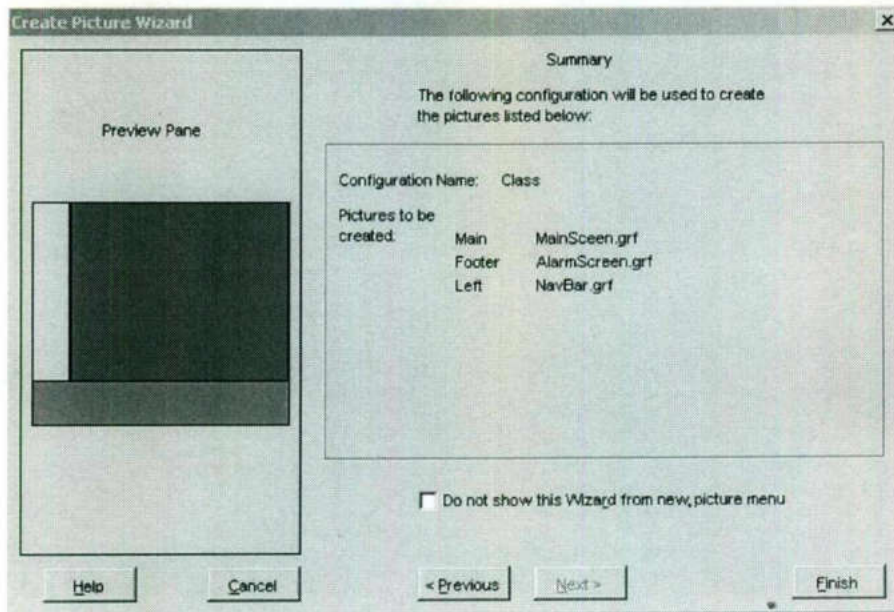 Create Picture Wizard
Preview Pane
Summary
The following configuration will be used to create
the pictures listed below:
Configuration Name: Class
Pictures to be
created:
Main MainSceen.grf
Footer AlarmScreen.grf
Left NavBar.grf
Do not show this Wizard from new picture menu
Help
Cancel
< Previous
Next >
Finish